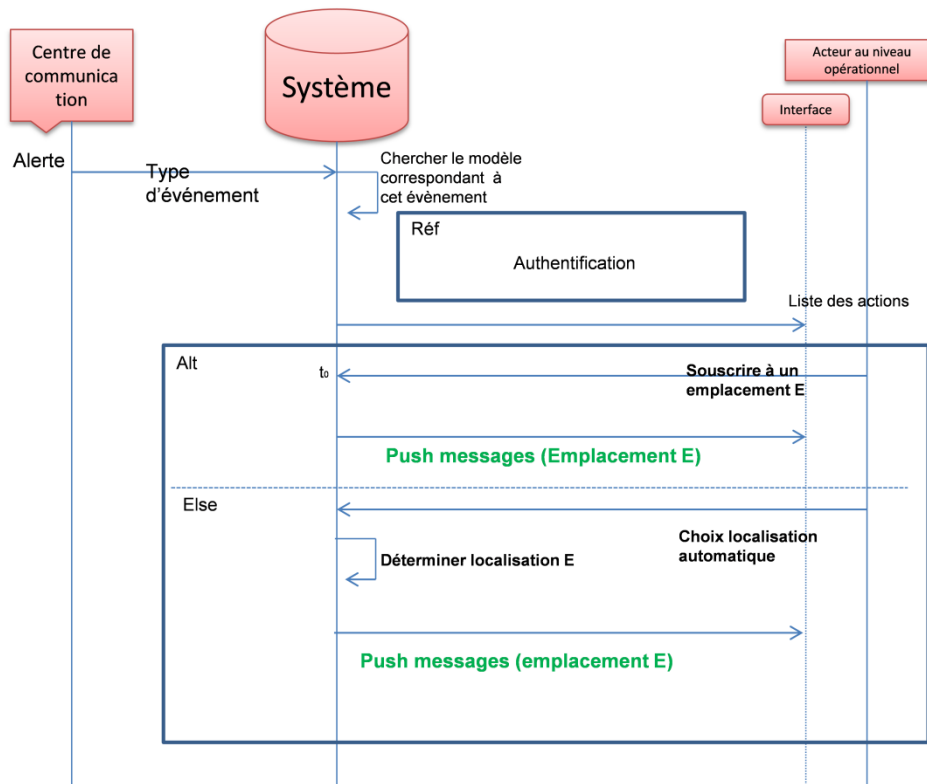 Centre de
communica
tion
Système
Acteur au niveau
opérationnel
Interface
Alerte
Type
d'événement
Chercher le modèle
correspondant à
cet évènement
Réf
Authentification
Liste des actions
Alt
t₀
Souscrire à un
emplacement E
Push messages (Emplacement E)
Else
Choix localisation
automatique
Déterminer localisation E
Push messages (emplacement E)